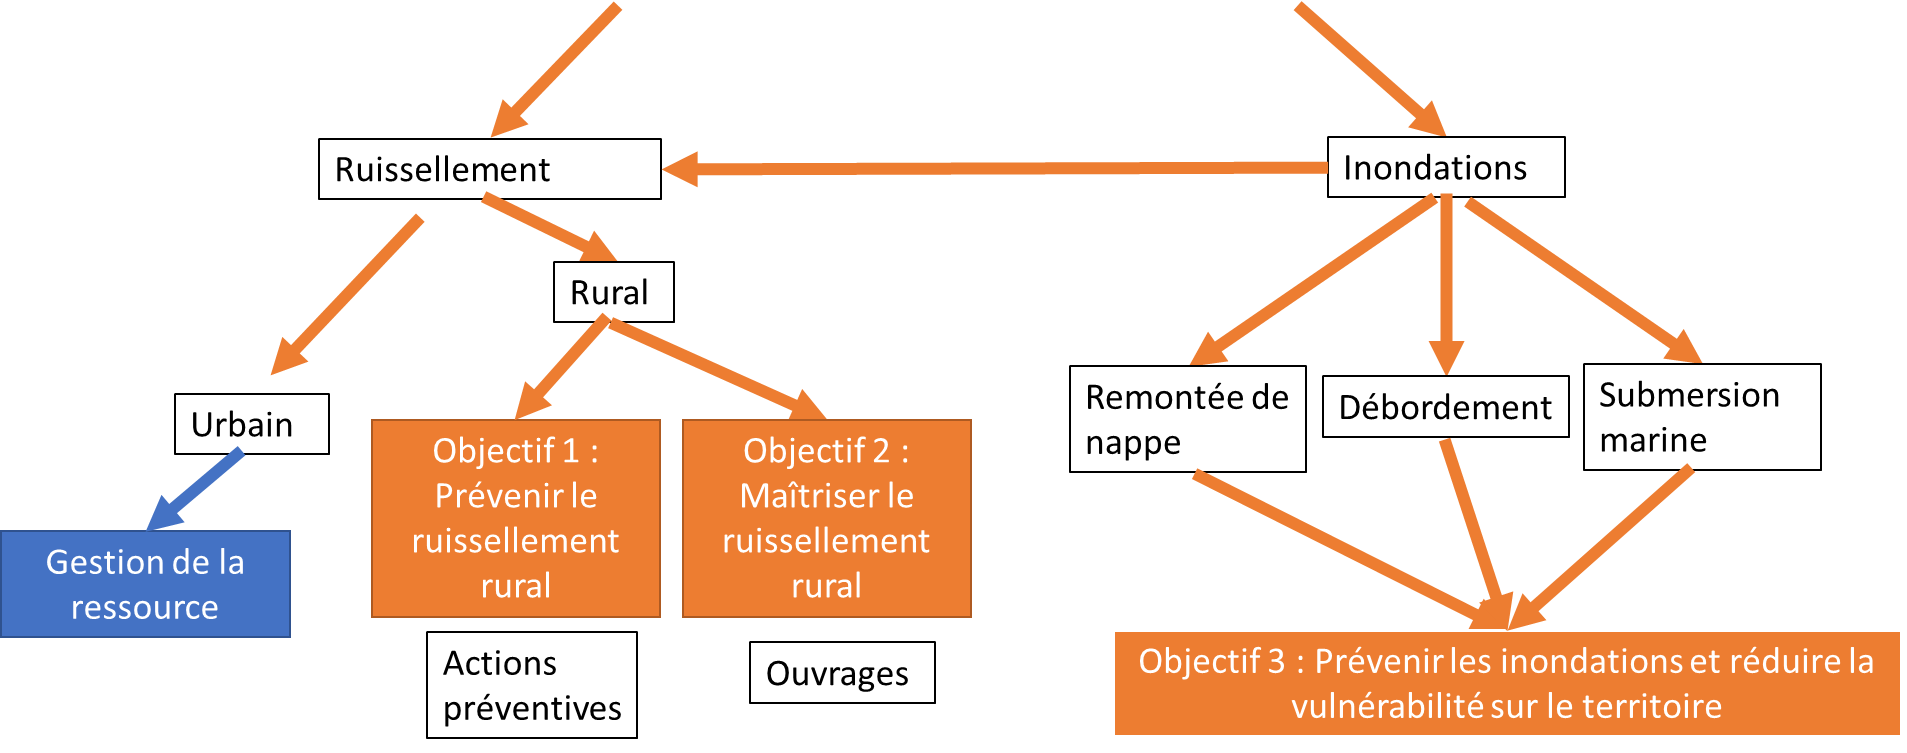 Ruissellement
Inondations
Rural
Urbain
Remontée de
nappe
Débordement
Submersion
marine
Gestion de la
ressource
Objectif 1 :
Prévenir le
ruissellement
rural
Objectif 2 :
Maîtriser le
ruissellement
rural
Actions
préventives
Ouvrages
Objectif 3 : Prévenir les inondations et réduire la
vulnérabilité sur le territoire